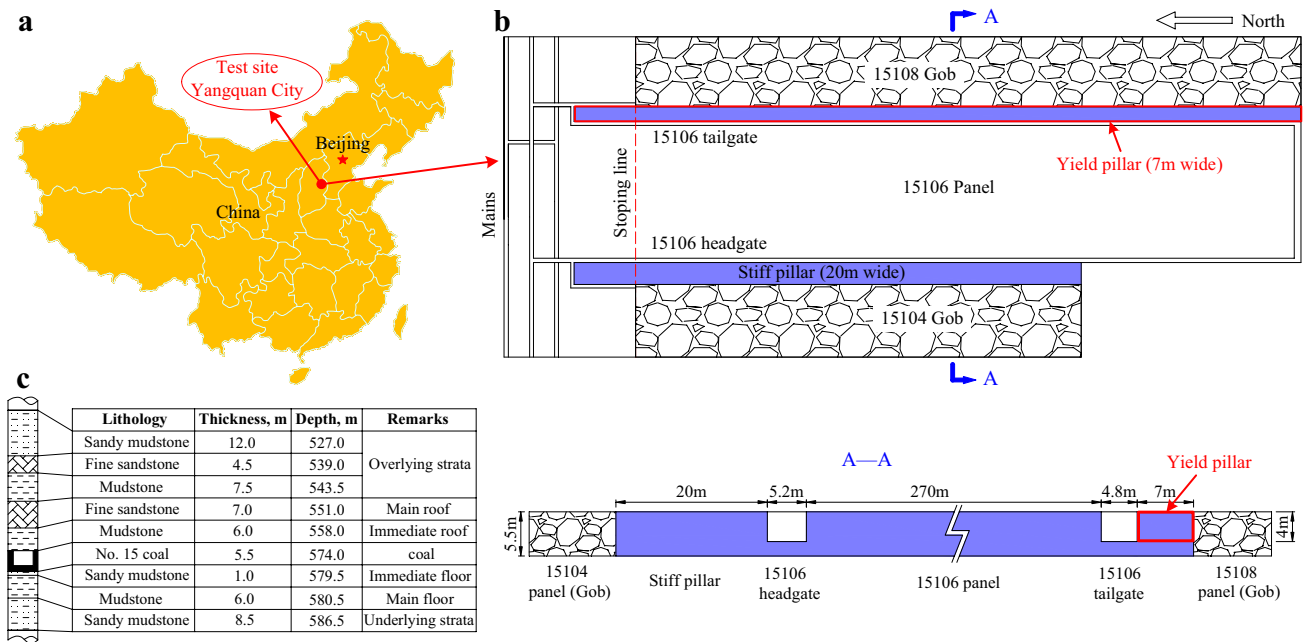 a
Test site
Yangquan City
Beijing
China
b
A
North
15108 Gob
15106 tailgate
Yield pillar (7m wide)
Mains
Stoping line
15106 Panel
15106 headgate
Stiff pillar (20m wide)
15104 Gob
A
c
Lithology Thickness, m Depth, m Remarks
Sandy mudstone 12.0 527.0
Fine sandstone 4.5 539.0 Overlying strata
Mudstone 7.5 543.5
Fine sandstone 7.0 551.0 Main roof
Mudstone 6.0 558.0 Immediate roof
No. 15 coal 5.5 574.0 coal
Sandy mudstone 1.0 579.5 Immediate floor
Mudstone 6.0 580.5 Main floor
Sandy mudstone 8.5 586.5 Underlying strata
A—A
Yield pillar
20m 5.2m 270m 4.8m 7m
5.5m
4m
15104
panel (Gob)
Stiff pillar
15106
headgate
15106 panel
15106
tailgate
15108
panel (Gob)